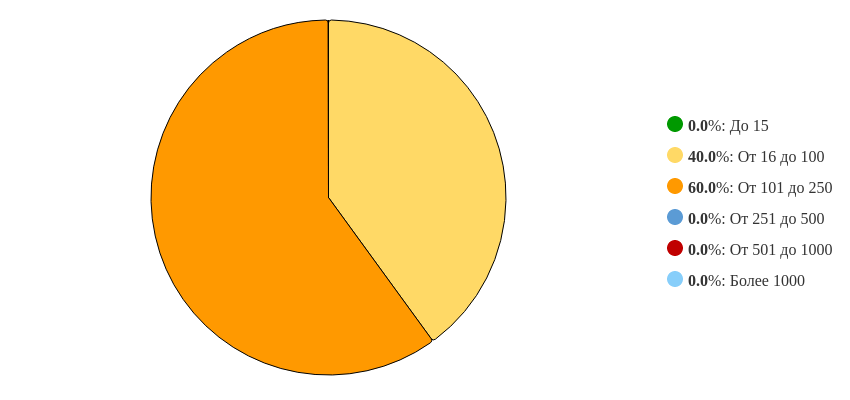 0.0%: До 15
40.0%: От 16 до 100
60.0%: От 101 до 250
0.0%: От 251 до 500
0.0%: От 501 до 1000
0.0%: Более 1000